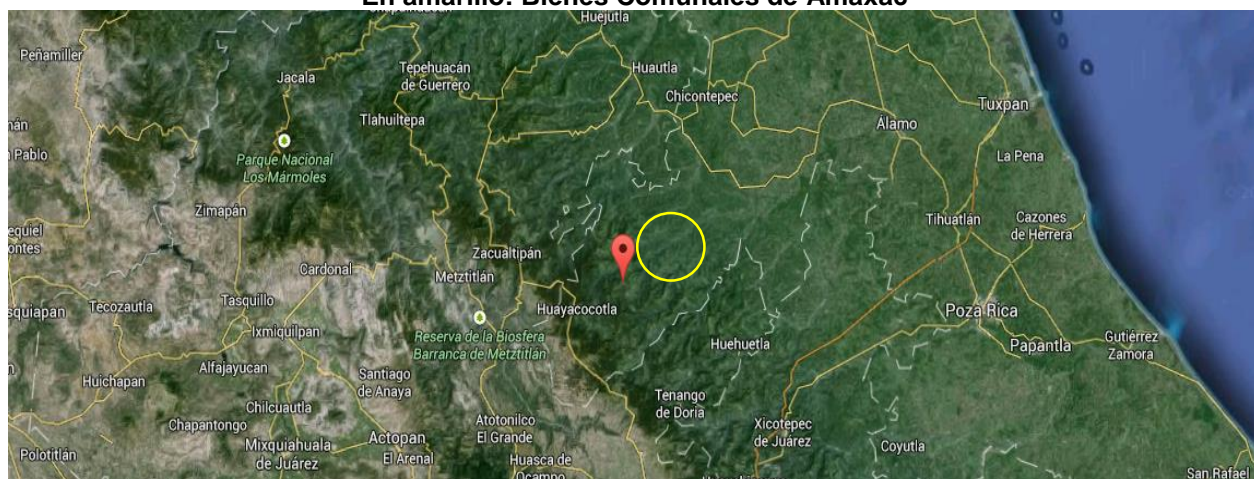 En amarillo: Bienes Comunales de Amaxac
Huejutla
Peñamiller
Tepehuacán
de Guerrero
Huautla
Jacala
Chicontepec
Tuxpan
Tlahuiltepa
Álamo
Pablo
Parque Nacional
Los Mármoles
La Pena
Zimapán
Tihuatlán
Cazones
de Herrera
Zacualtipán
Cardonal
Metztitlán
Tecozautla
Tasquillo
Huayacocotla
Poza Rica
Ixmiquilpan
Reserva de la Biosfera
Barranca de Metztitlán
Huehuetla
Papantla
Gutiérrez
Zamora
Alfajayucan
Huichapan
Santiago
de Anaya
Chilcuautla
Tenango
de Doria
Chapantongo
Atotonilco
El Grande
Xicotepec
de Juárez
Mixquiahuala
de Juárez
Actopan
Coyutla
Polotitlán
El Arenal
Huasca de
Ocampo
San Rafael